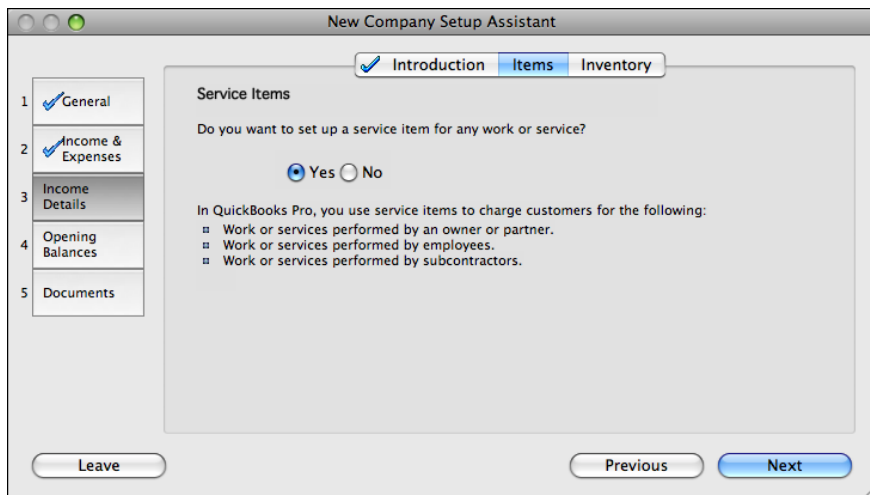 New Company Setup Assistant
Introduction Items Inventory
1 General
2 Income &
Expenses
3 Income
Details
4 Opening
Balances
5 Documents
Service Items
Do you want to set up a service item for any work or service?
Yes No
In QuickBooks Pro, you use service items to charge customers for the following:
Work or services performed by an owner or partner.
Work or services performed by employees.
Work or services performed by subcontractors.
Leave Previous Next